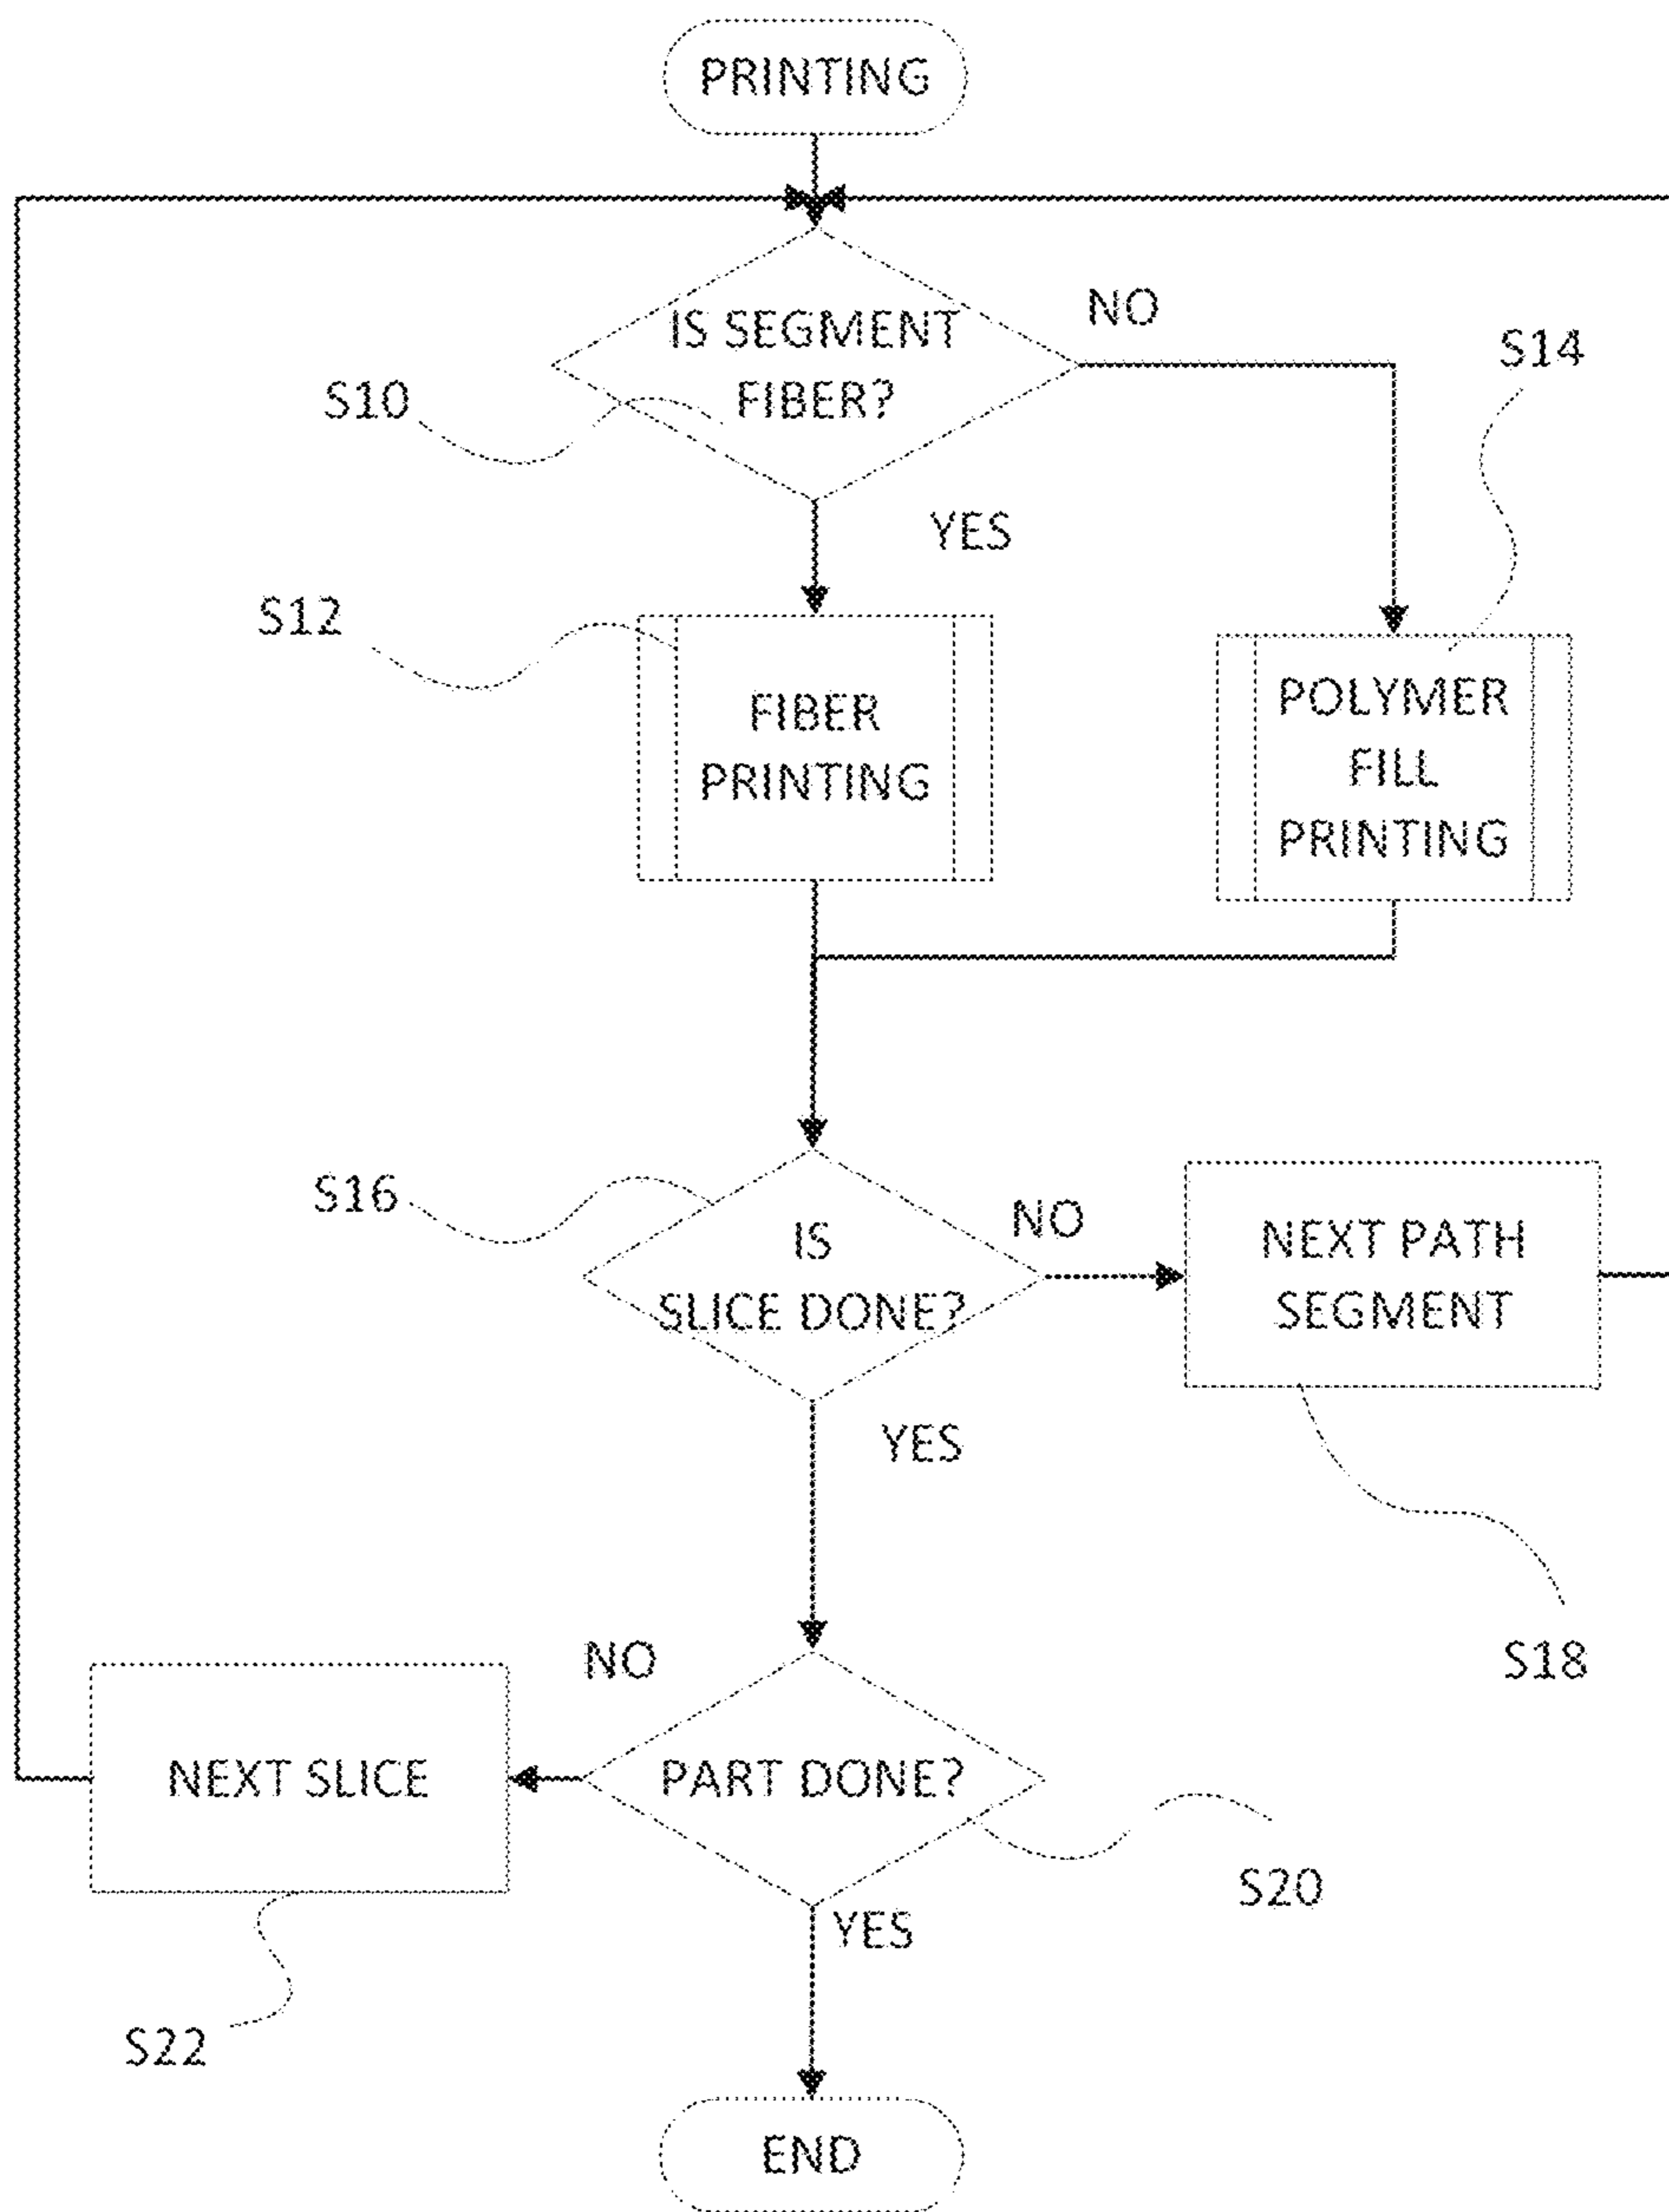 PRINTING
IS SEGMENT
FIBER?
NO
S14
S10
YES
S12
FIBER
PRINTING
POLYMER
FILL
PRINTING
S16
IS
SLICE DONE?
NO
NEXT PATH
SEGMENT
YES
S18
NO
NEXT SLICE
PART DONE?
S20
YES
S22
END